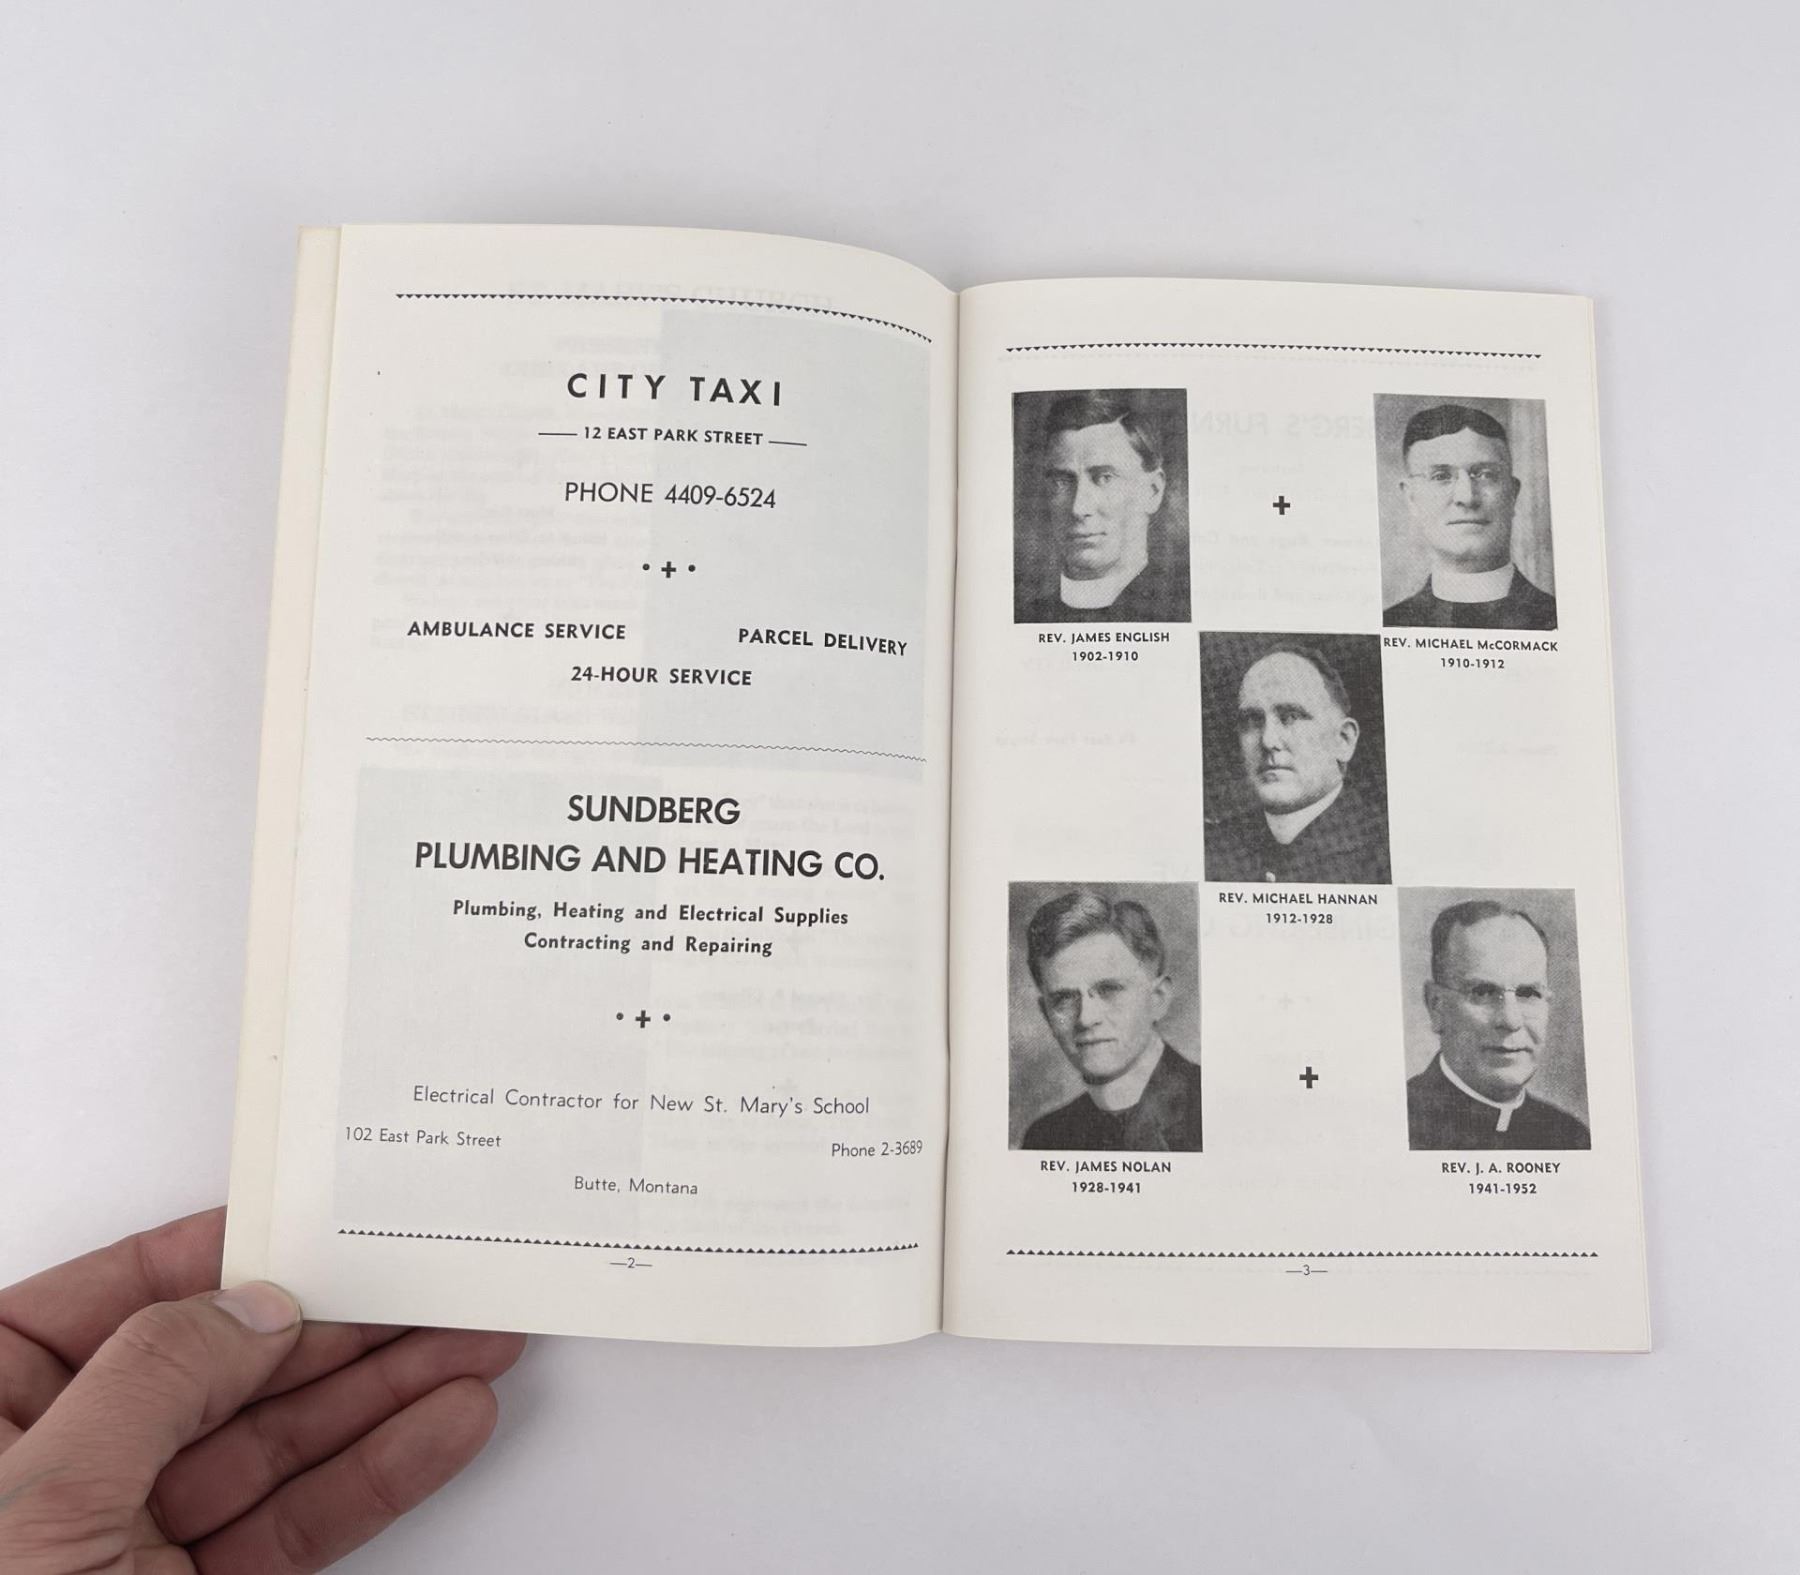 CITY TAXI
12 EAST PARK STREET
PHONE 4409-6524
• + •
AMBULANCE SERVICE PARCEL DELIVERY
24-HOUR SERVICE
SUNDBERG
PLUMBING AND HEATING CO.
Plumbing, Heating and Electrical Supplies
Contracting and Repairing
• + •
Electrical Contractor for New St. Mary's School
102 East Park Street Phone 2-3689
Butte, Montana
—2—
REV. JAMES ENGLISH
1902-1910
REV. MICHAEL McCORMACK
1910-1912
REV. MICHAEL HANNAN
1912-1928
REV. JAMES NOLAN
1928-1941
REV. J. A. ROONEY
1941-1952
—3—